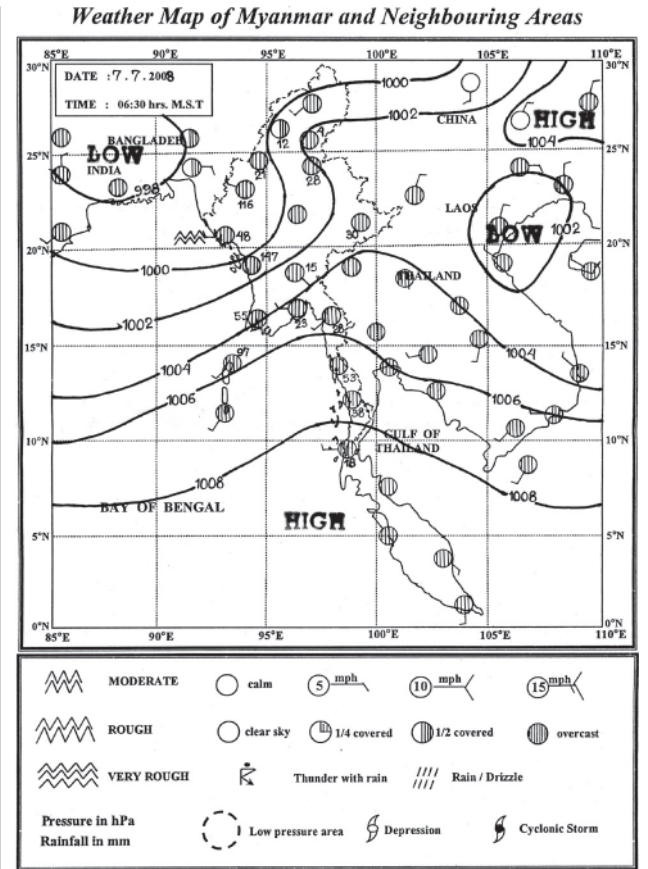 Weather Map of Myanmar and Neighbouring Areas
85°E 90°E 95°E 100°E 105°E 110°E
30°N 30°N
DATE : 7.7.2008
TIME : 06:30 hrs. M.S.T
1000
1002
CHINA
HIGH
1004
BANGLADEH
LOW
INDIA
998
12
4
25°N 25°N
21
28
116
LAOS
LOW
1002
48
30
20°N 20°N
147
1000
15
THAILAND
1002
55
23
28
15°N 15°N
1004
97
1004
1006
53
1006
38
GULF OF
THAILAND
10°N 10°N
18
1008
1008
BAY OF BENGAL
HIGH
5°N 5°N
0°N 0°N
85°E 90°E 95°E 100°E 105°E 110°E
MODERATE calm 5 mph 10 mph 15 mph
ROUGH clear sky 1/4 covered 1/2 covered overcast
VERY ROUGH Thunder with rain Rain / Drizzle
Pressure in hPa
Rainfall in mm
Low pressure area Depression Cyclonic Storm